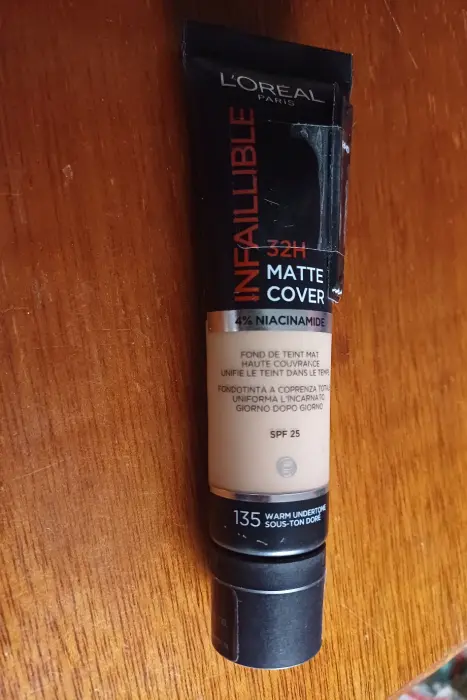 L'ORÉAL
PARIS
INFAILLIBLE
32H
MATTE
COVER
4% NIACINAMIDE
FOND DE TEINT MAT
HAUTE COUVRANCE
UNIFIE LE TEINT DANS LE TEMPS
FONDOTINTA A COPRENZA TOTALE
UNIFORMA L'INCARNATO
GIORNO DOPO GIORNO
SPF 25
135 WARM UNDERTONE
SOUS-TON DORÉ